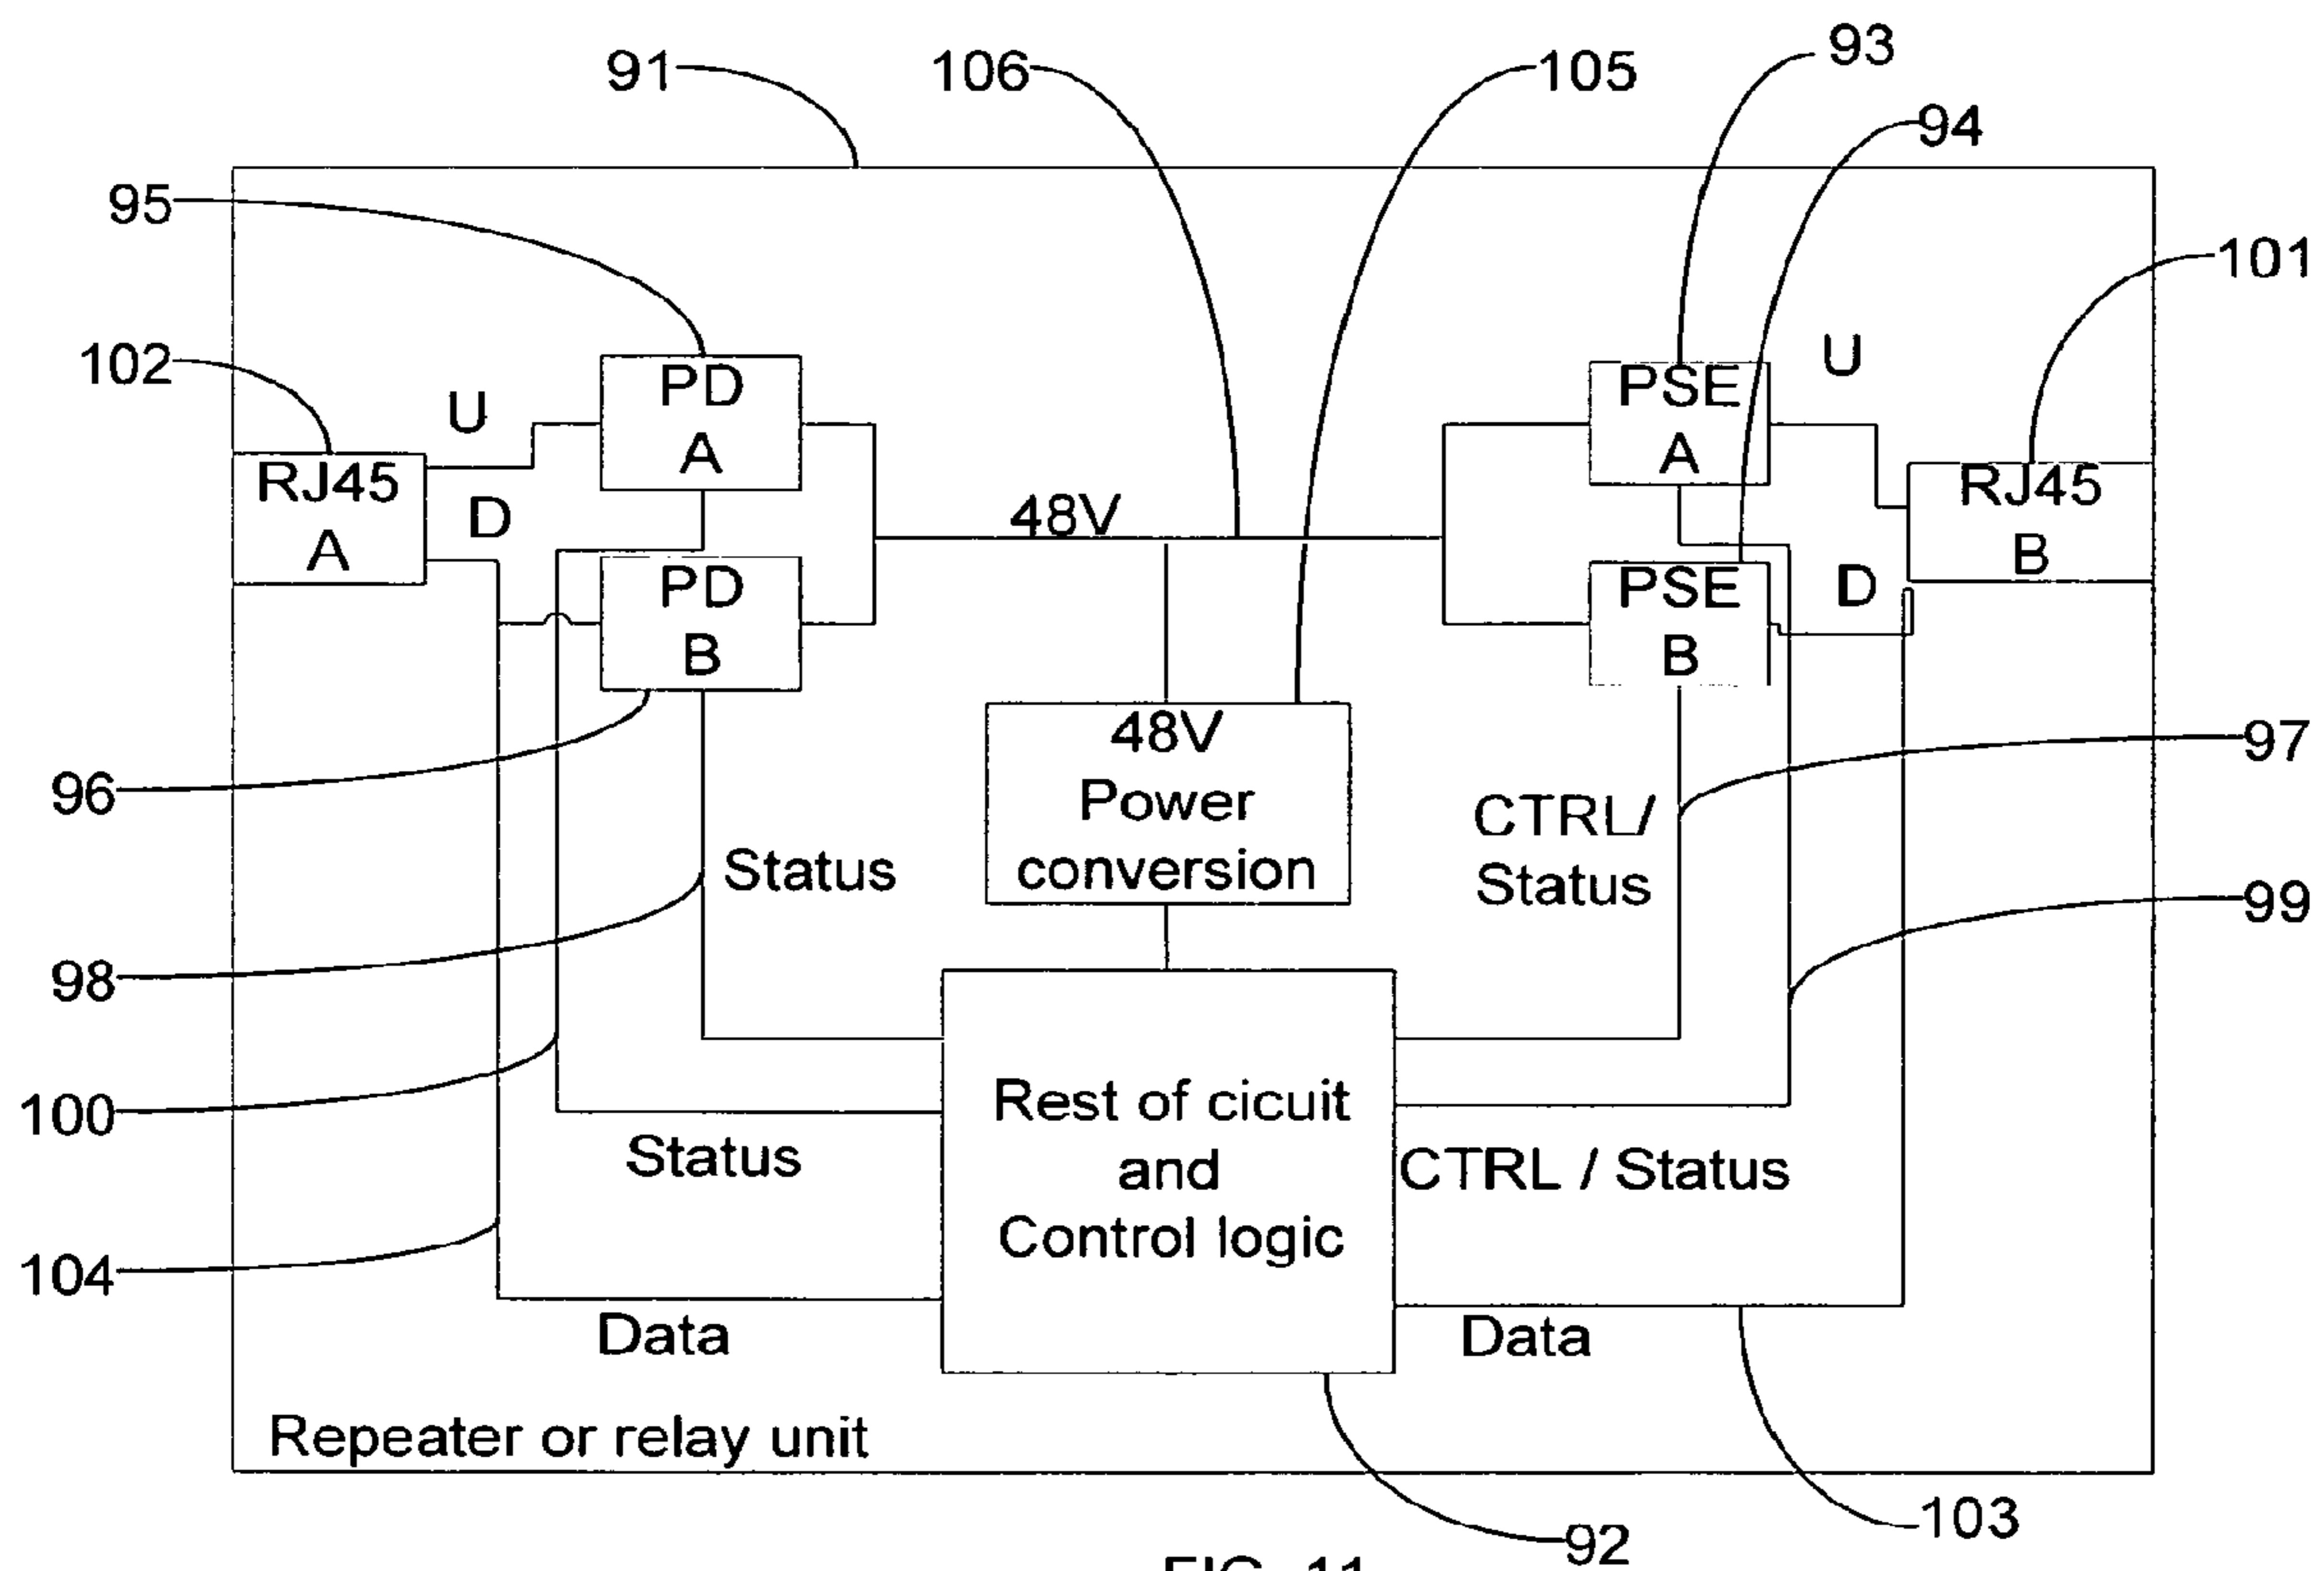 91
106
105
93
94
95
101
102
U
PD
A
PSE
A
U
RJ45
A
D
48V
RJ45
B
PD
B
PSE
B
D
96
48V
Power
conversion
97
CTRL/
Status
Status
98
99
100
Rest of cicuit
and
Control logic
Status
CTRL / Status
104
Data
Data
Repeater or relay unit
103
92
FIG. 11